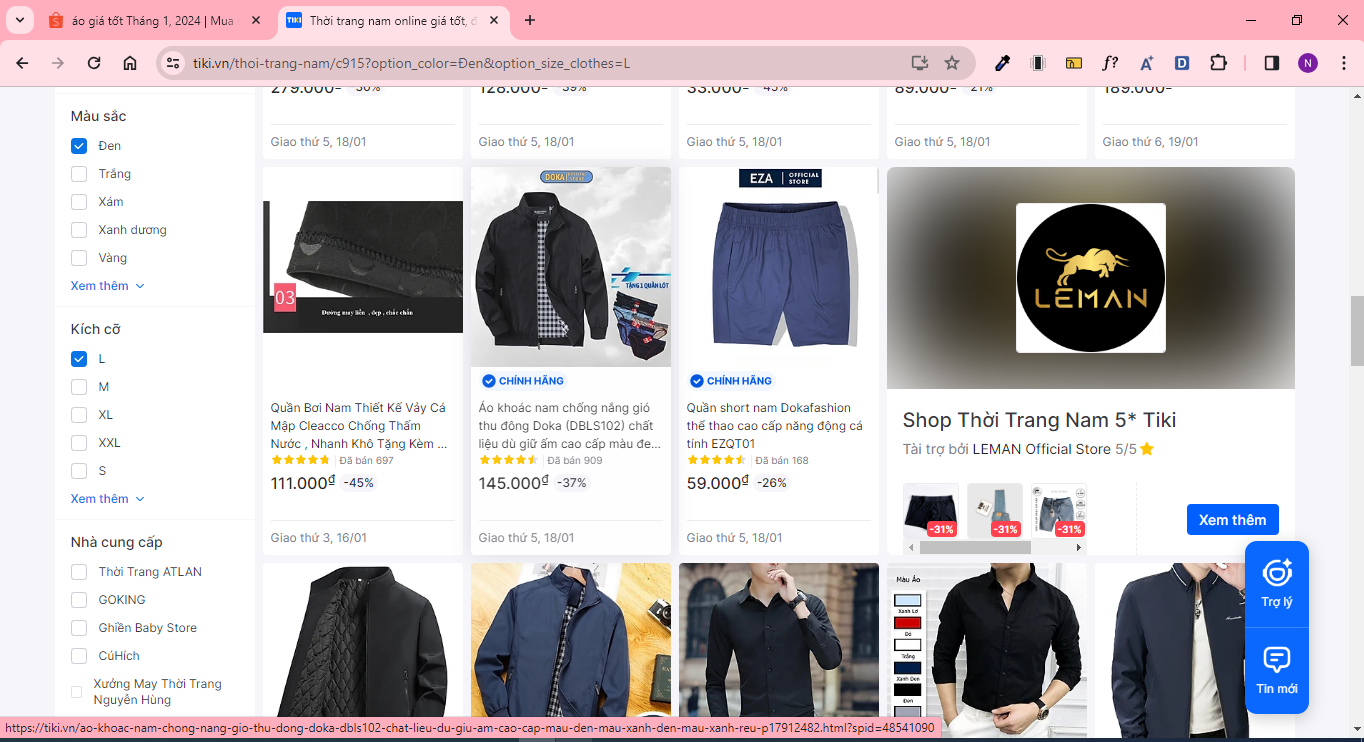 áo giá tốt Tháng 1, 2024 | Mua
TIKI
Thời trang nam online giá tốt, đ
tiki.vn/thoi-trang-nam/c915?option_color=Đen&option_size_clothes=L
f?
N
279.000₫ -30%
128.000₫ -39%
33.000₫ -45%
89.000₫ -21%
189.000₫
Giao thứ 5, 18/01
Giao thứ 5, 18/01
Giao thứ 5, 18/01
Giao thứ 5, 18/01
Giao thứ 6, 19/01
Màu sắc
Đen
Trắng
Xám
Xanh dương
Vàng
Xem thêm
Kích cỡ
L
M
XL
XXL
S
Xem thêm
Nhà cung cấp
Thời Trang ATLAN
GOKING
Ghiền Baby Store
CúHích
Xưởng May Thời Trang
Nguyên Hùng
03
Đường may liền , đẹp , chắc chắn
Quần Bơi Nam Thiết Kế Vảy Cá
Mập Cleacco Chống Thấm
Nước , Nhanh Khô Tặng Kèm ...
Đã bán 697
111.000₫ -45%
Giao thứ 3, 16/01
DOKA
TẶNG 1 QUẦN LÓT
CHÍNH HÃNG
Áo khoác nam chống nắng gió
thu đông Doka (DBLS102) chất
liệu dù giữ ấm cao cấp màu đe...
Đã bán 909
145.000₫ -37%
Giao thứ 5, 18/01
EZA OFFICIAL
STORE
CHÍNH HÃNG
Quần short nam Dokafashion
thể thao cao cấp năng động cá
tính EZQT01
Đã bán 168
59.000₫ -26%
Giao thứ 5, 18/01
LEMAN
Shop Thời Trang Nam 5* Tiki
Tài trợ bởi LEMAN Official Store 5/5
-31%
-31%
-31%
Xem thêm
Trợ lý
Tin mới
Màu Áo
Xanh Lơ
Đỏ
Trắng
Xanh Đen
Đen
https://tiki.vn/ao-khoac-nam-chong-nang-gio-thu-dong-doka-dbls102-chat-lieu-du-giu-am-cao-cap-mau-den-mau-xanh-den-mau-xanh-reu-p17912482.html?spid=48541090